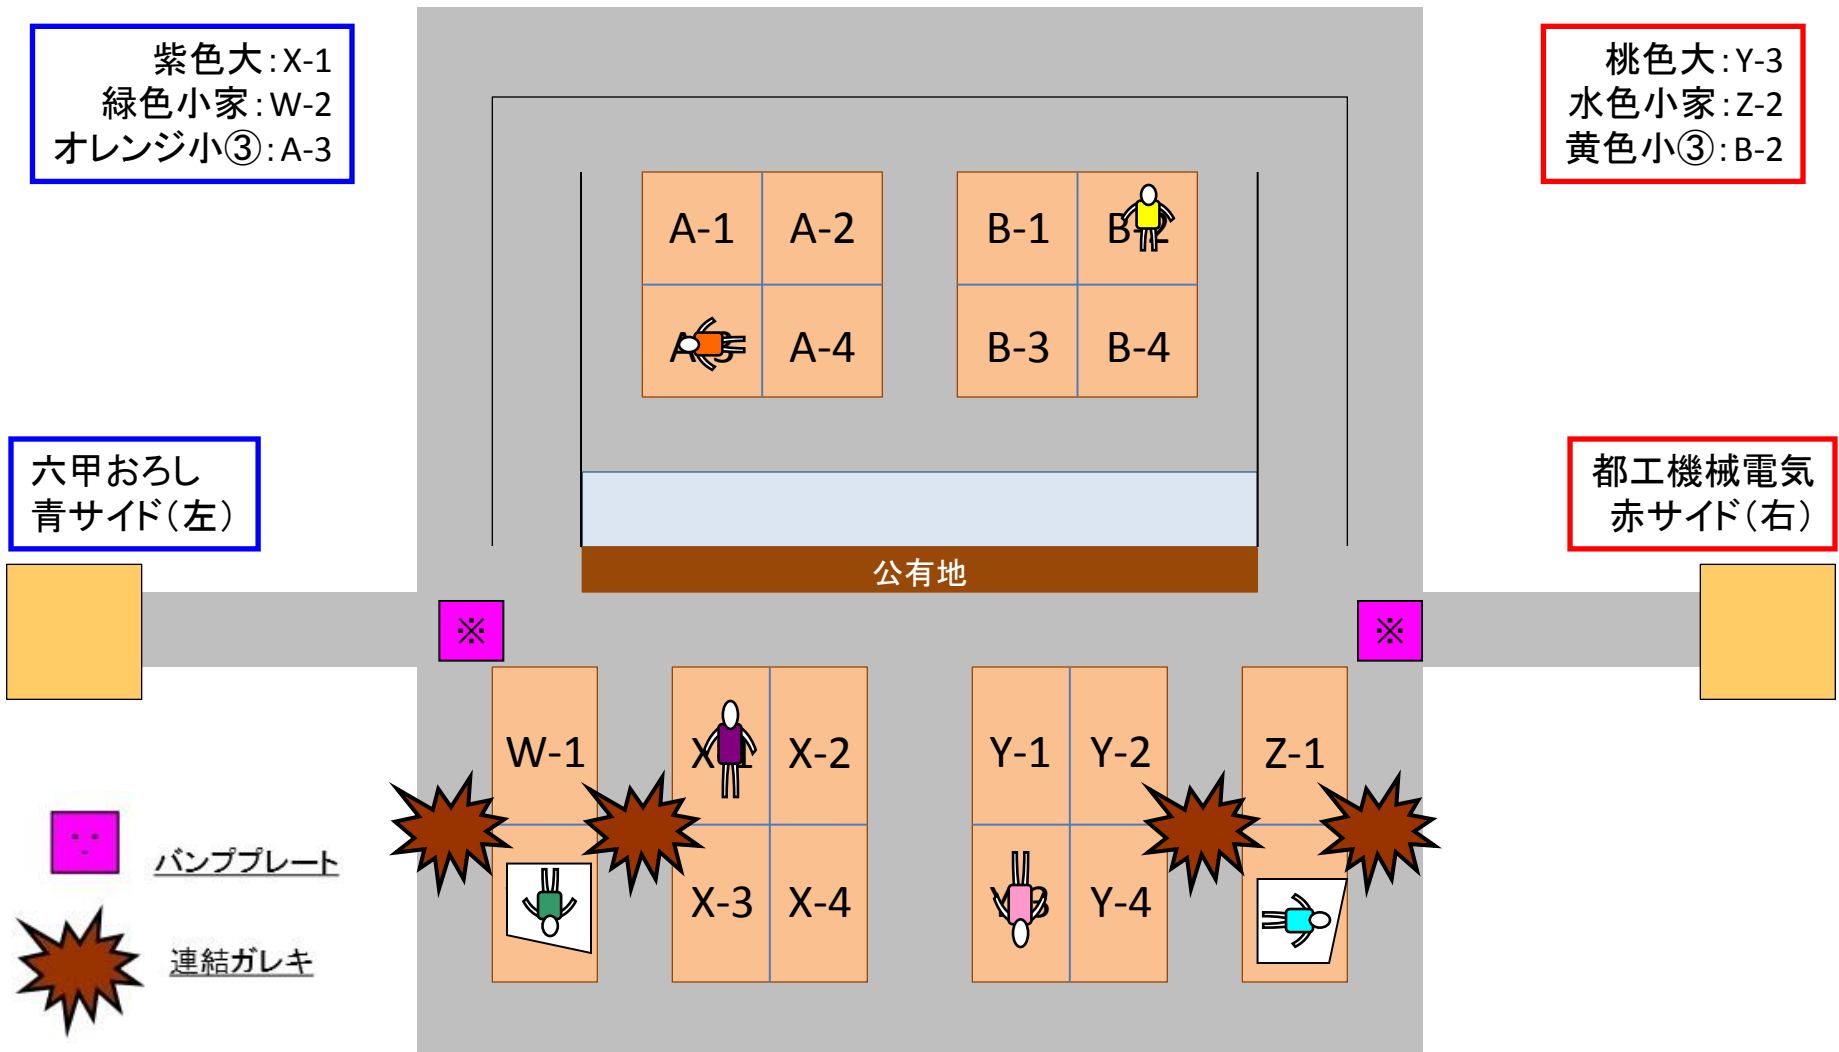 紫色大：X-1
緑色小家：W-2
オレンジ小③：A-3
桃色大：Y-3
水色小家：Z-2
黄色小③：B-2
A-1
A-2
B-1
B-2
A-3
A-4
B-3
B-4
六甲おろし
青サイド（左）
都工機械電気
赤サイド（右）
公有地
※
※
W-1
X-1
X-2
Y-1
Y-2
Z-1
X-3
X-4
Y-3
Y-4
バンププレート
連結ガレキ